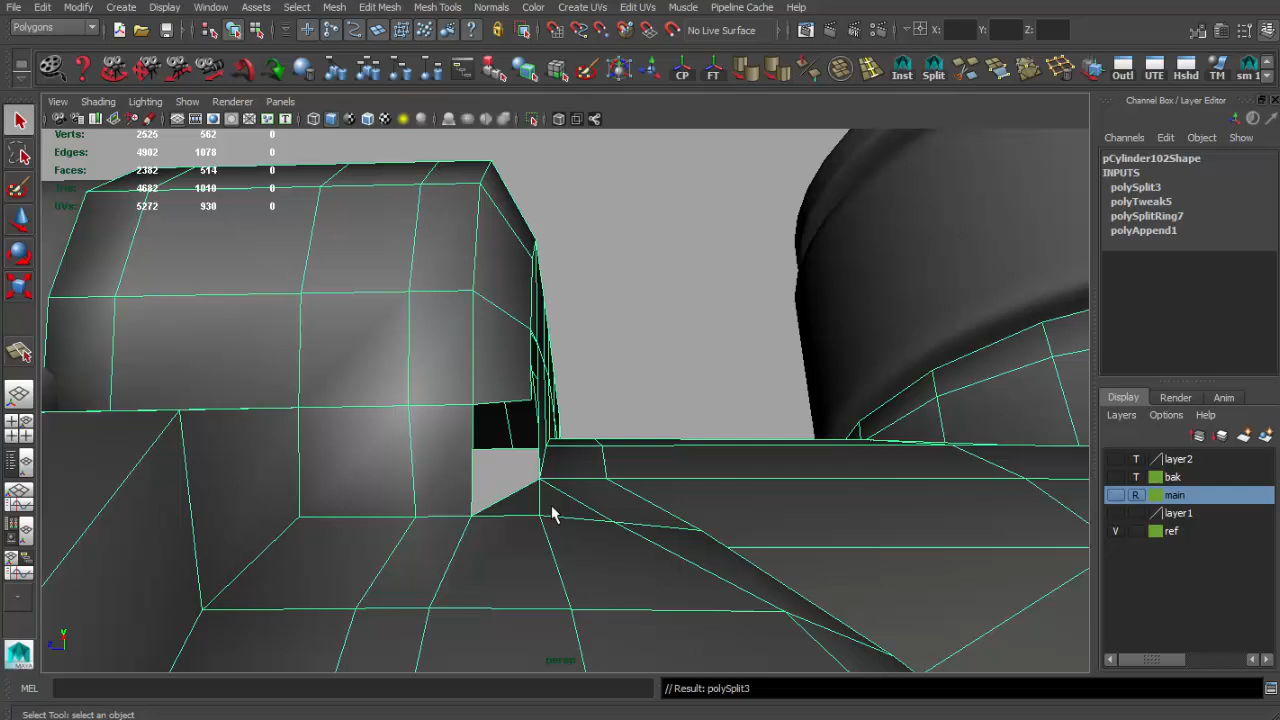 File Edit Modify Create Display Window Assets Select Mesh Edit Mesh Mesh Tools Normals Color Create UVs Edit UVs Muscle Pipeline Cache Help
Polygons No Live Surface X: Y: Z:
CP FT Inst Split Outl UTE Hshd TM sm 1
View Shading Lighting Show Renderer Panels
Channel Box / Layer Editor
Channels Edit Object Show
Verts: 2525 562 0
Edges: 4902 1078 0
Faces: 2382 514 0
Tris: 4682 1010 0
UVs: 5272 930 0
pCylinder102Shape
INPUTS
polySplit3
polyTweak5
polySplitRing7
polyAppend1
Display Render Anim
Layers Options Help
T layer2
T bak
R main
layer1
V ref
y
z
persp
MAYA
MEL // Result: polySplit3
Select Tool: select an object